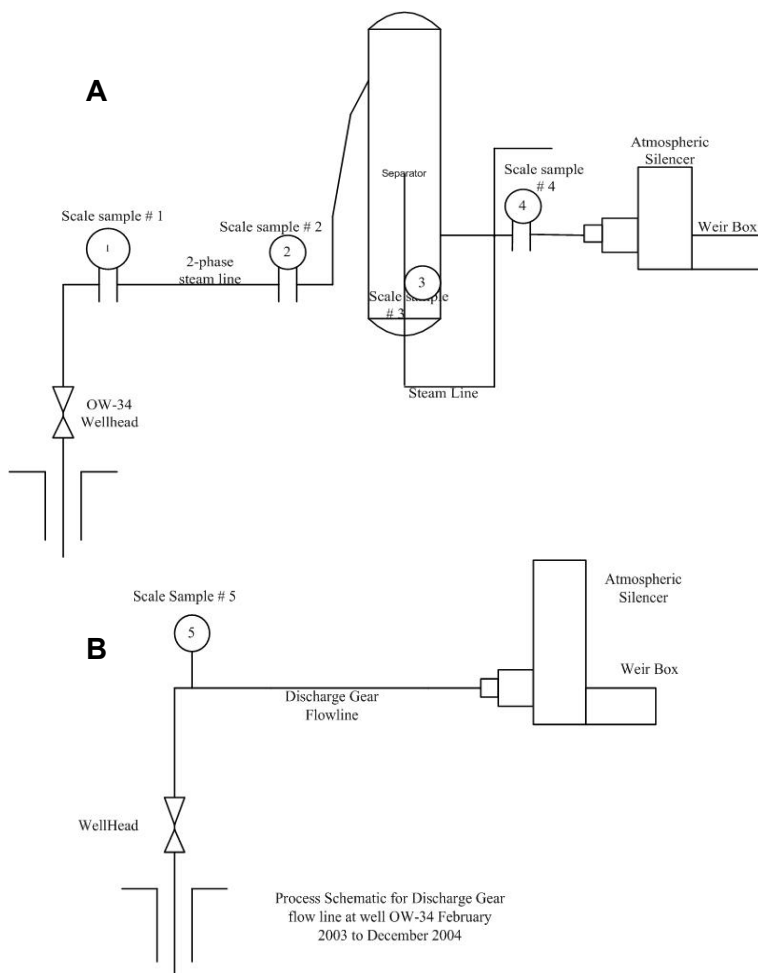 A
Scale sample # 1
1
2-phase
steam line
Scale sample # 2
2
OW-34
Wellhead
Separator
3
Scale sample
# 3
Steam Line
Scale sample
# 4
4
Atmospheric
Silencer
Weir Box
B
Scale Sample # 5
5
Discharge Gear
Flowline
Atmospheric
Silencer
Weir Box
WellHead
Process Schematic for Discharge Gear
flow line at well OW-34 February
2003 to December 2004